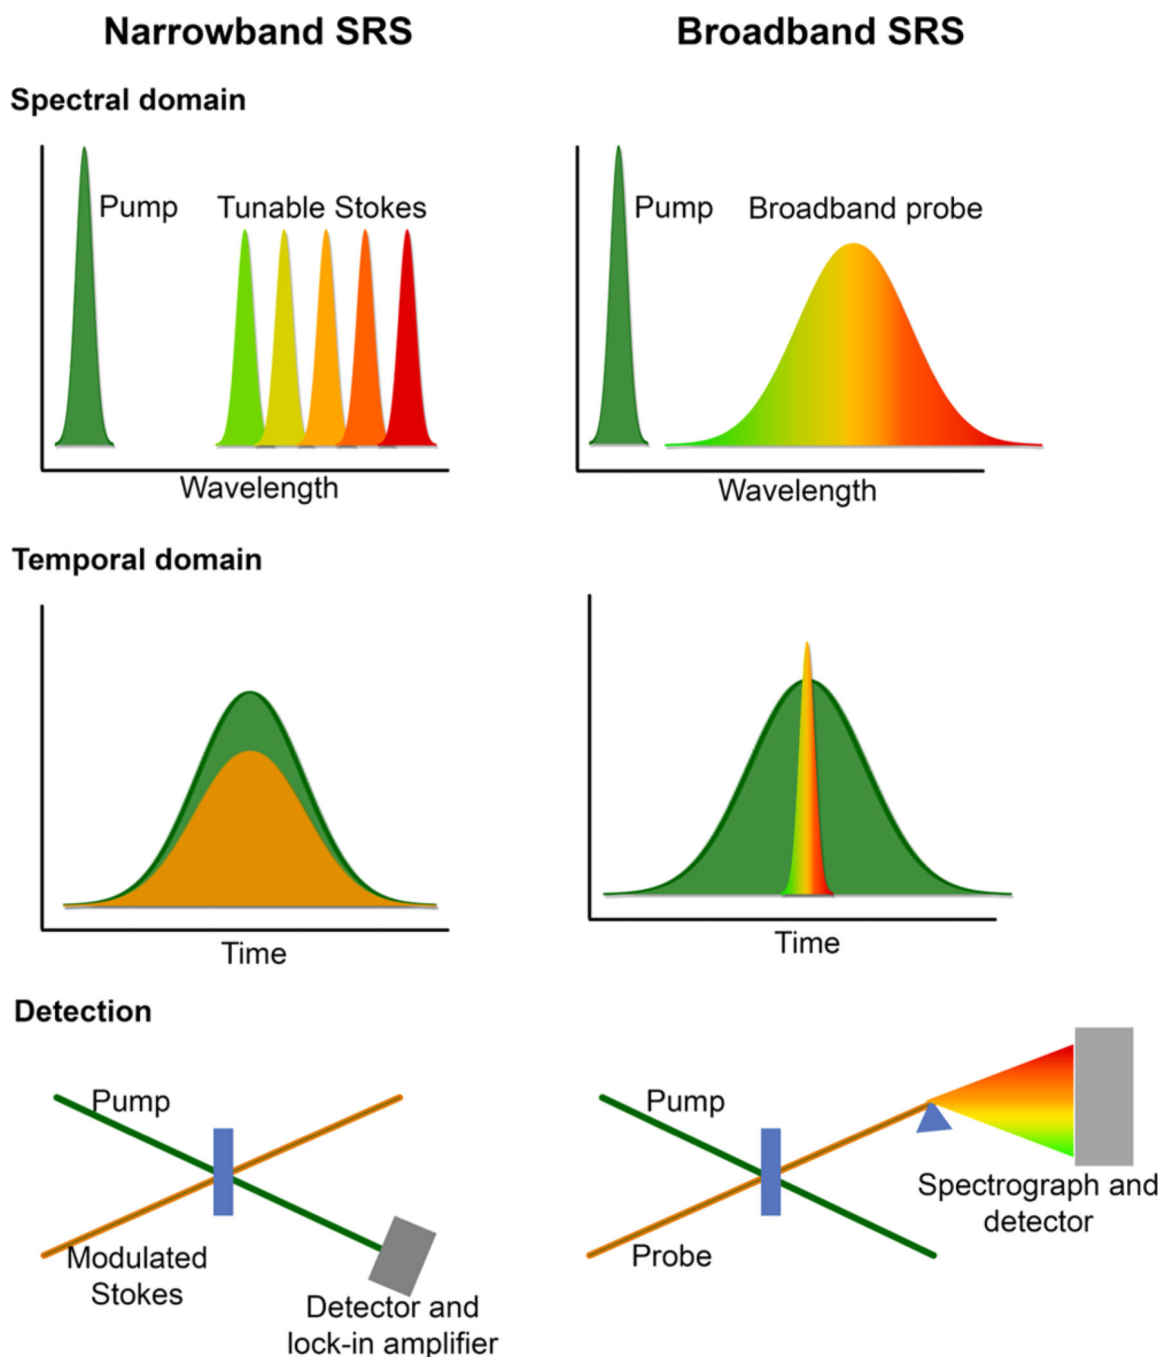 Narrowband SRS
Broadband SRS
Spectral domain
Pump
Tunable Stokes
Pump
Broadband probe
Wavelength
Wavelength
Temporal domain
Time
Time
Detection
Pump
Modulated
Stokes
Detector and
lock-in amplifier
Pump
Probe
Spectrograph and
detector